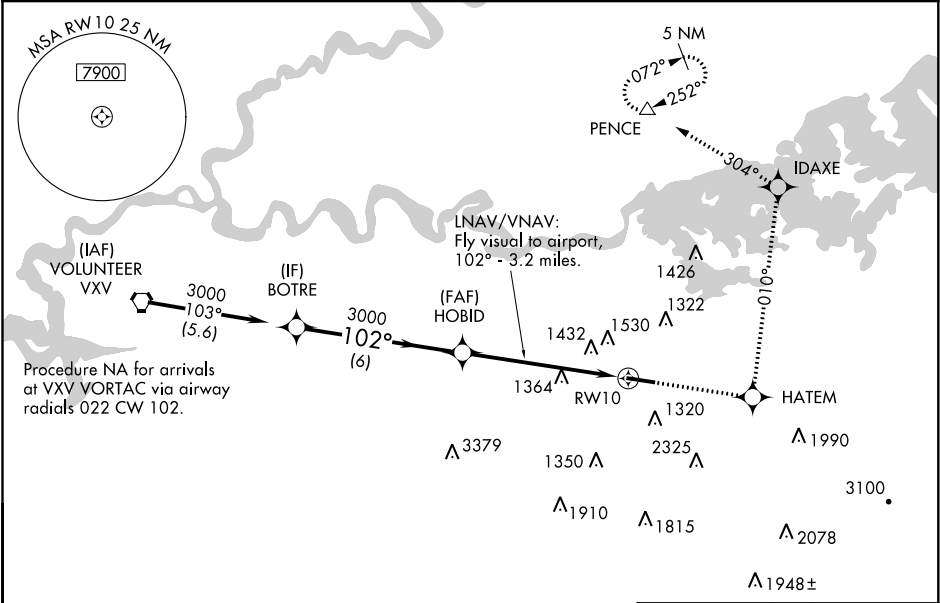 MSA RW10 25 NM
7900
5 NM
072°
252°
PENCE
304°
IDAXE
LNAV/VNAV:
Fly visual to airport,
102° - 3.2 miles.
(IAF)
VOLUNTEER
VXV
(IF)
BOTRE
(FAF)
HOBID
1426
010°
3000
103°
(5.6)
3000
102°
(6)
1322
1432
1530
Procedure NA for arrivals
at VXV VORTAC via airway
radials 022 CW 102.
1364
RW10
HATEM
1320
3379
1350
2325
1990
3100
1910
1815
2078
1948±